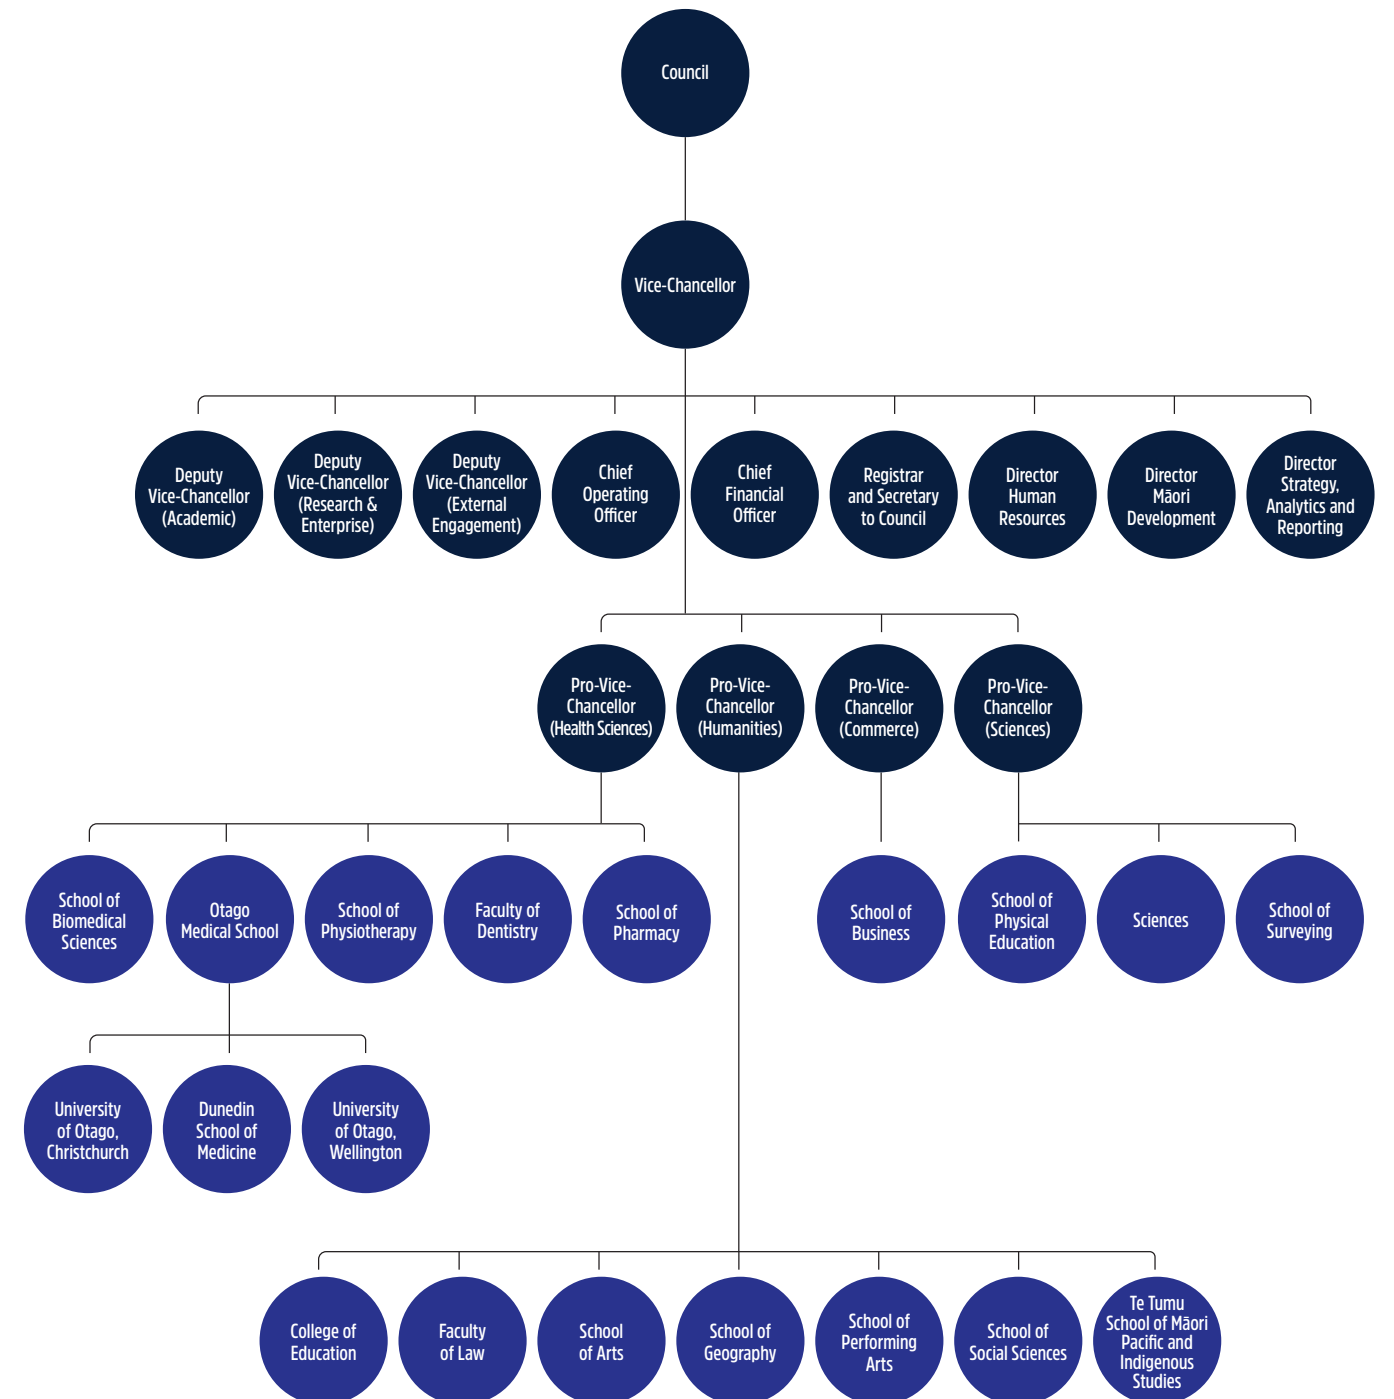 Council
Vice-Chancellor
Deputy
Vice-Chancellor
(Academic)
Deputy
Vice-Chancellor
(Research &
Enterprise)
Deputy
Vice-Chancellor
(External
Engagement)
Chief
Operating
Officer
Chief
Financial
Officer
Registrar
and Secretary
to Council
Director
Human
Resources
Director
Māori
Development
Director
Strategy,
Analytics and
Reporting
Pro-Vice-
Chancellor
(Health Sciences)
Pro-Vice-
Chancellor
(Humanities)
Pro-Vice-
Chancellor
(Commerce)
Pro-Vice-
Chancellor
(Sciences)
School of
Biomedical
Sciences
Otago
Medical School
School of
Physiotherapy
Faculty of
Dentistry
School of
Pharmacy
School of
Business
School of
Physical
Education
Sciences
School of
Surveying
University
of Otago,
Christchurch
Dunedin
School of
Medicine
University
of Otago,
Wellington
College of
Education
Faculty
of Law
School
of Arts
School of
Geography
School of
Performing
Arts
School of
Social Sciences
Te Tumu
School of Māori
Pacific and
Indigenous
Studies